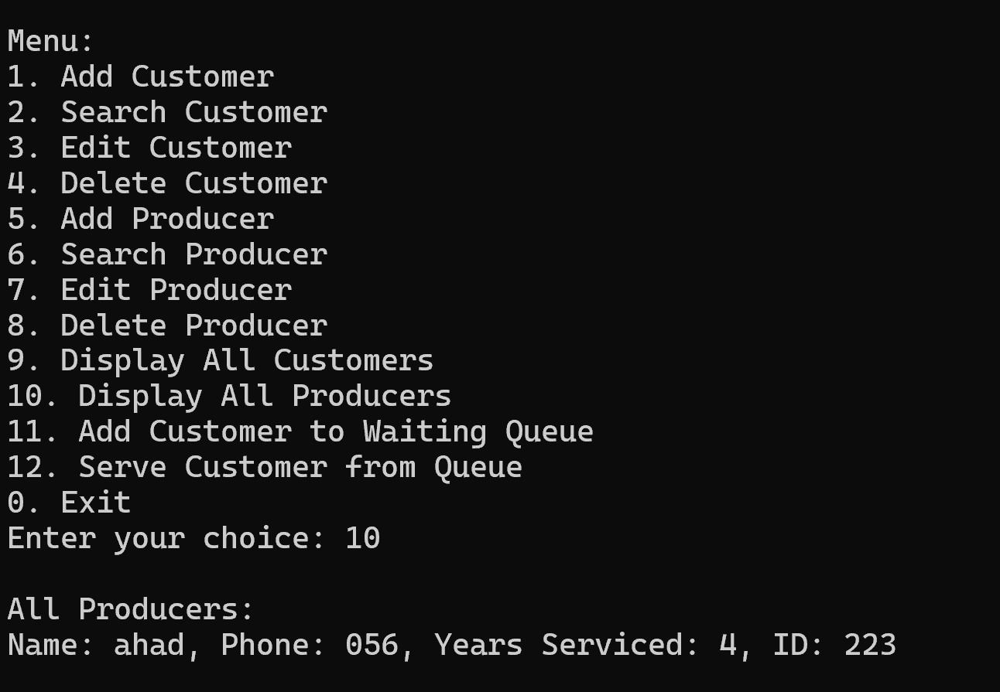 Menu:
1. Add Customer
2. Search Customer
3. Edit Customer
4. Delete Customer
5. Add Producer
6. Search Producer
7. Edit Producer
8. Delete Producer
9. Display All Customers
10. Display All Producers
11. Add Customer to Waiting Queue
12. Serve Customer from Queue
0. Exit
Enter your choice: 10
All Producers:
Name: ahad, Phone: 056, Years Serviced: 4, ID: 223